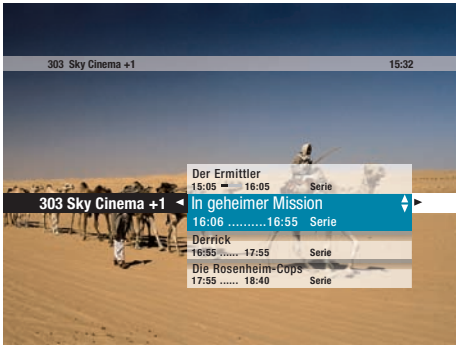 303 Sky Cinema +1 15:32
Der Ermittler
15:05 16:05 Serie
303 Sky Cinema +1 ◄ In geheimer Mission ►
16:06 ..........16:55 Serie
Derrick
16:55 ...... 17:55 Serie
Die Rosenheim-Cops
17:55 ...... 18:40 Serie